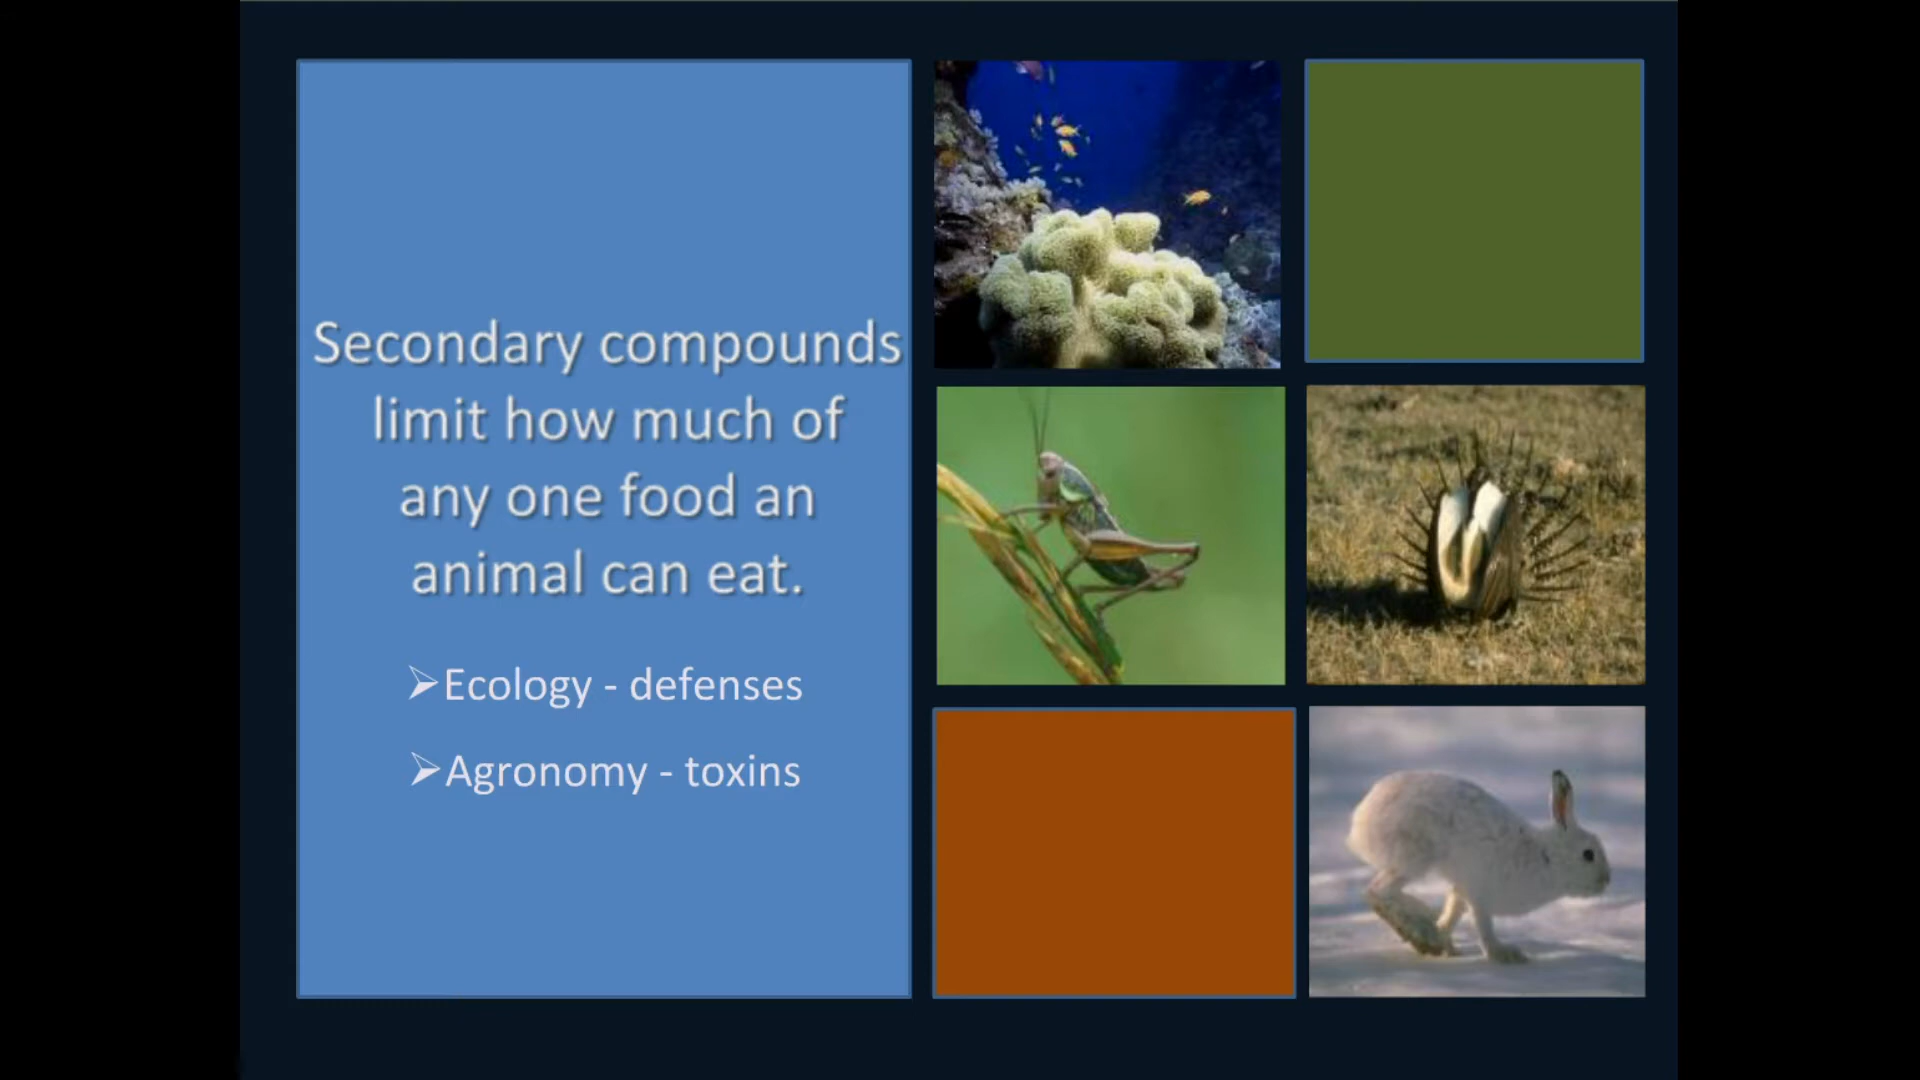 Secondary compounds
limit how much of
any one food an
animal can eat.
➢Ecology - defenses
➢Agronomy - toxins